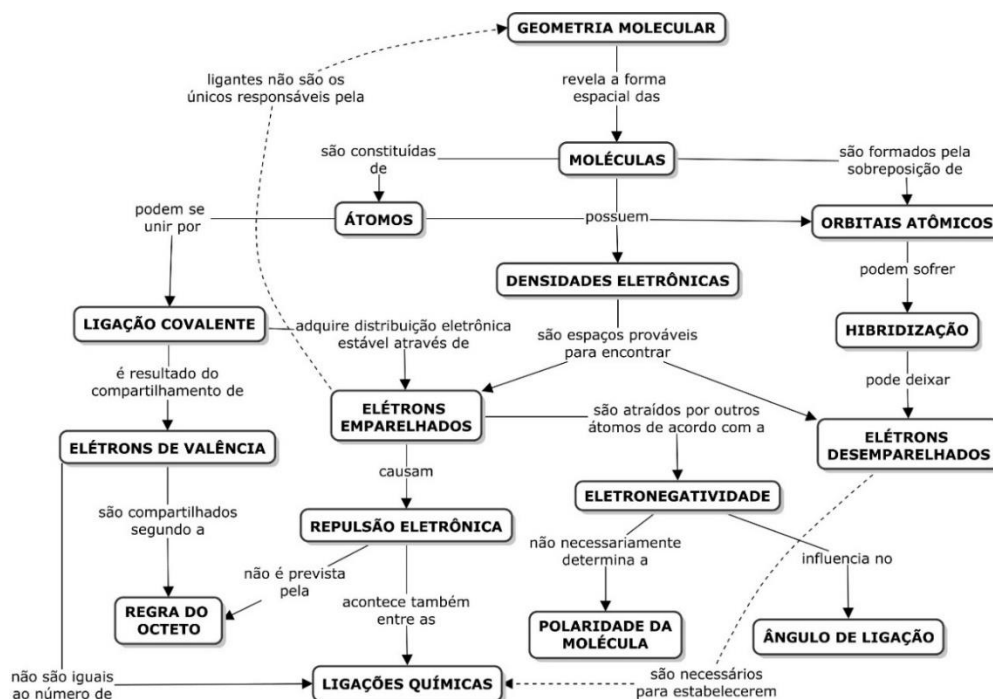 GEOMETRIA MOLECULAR
ligantes não são os
únicos responsáveis pela
revela a forma
espacial das
são constituídas
de
MOLÉCULAS
são formados pela
sobreposição de
podem se
unir por
ÁTOMOS
possuem
ORBITAIS ATÔMICOS
DENSIDADES ELETRÔNICAS
podem sofrer
LIGAÇÃO COVALENTE
adquire distribuição eletrônica
estável através de
são espaços prováveis
para encontrar
HIBRIDIZAÇÃO
é resultado do
compartilhamento de
pode deixar
ELÉTRONS
EMPARELHADOS
são atraídos por outros
átomos de acordo com a
ELÉTRONS DE VALÊNCIA
ELÉTRONS
DESEMPARELHADOS
causam
ELETRONEGATIVIDADE
são compartilhados
segundo a
REPULSÃO ELETRÔNICA
não necessariamente
determina a
influencia no
não é prevista
pela
REGRA DO
OCTETO
acontece também
entre as
POLARIDADE DA
MOLÉCULA
ÂNGULO DE LIGAÇÃO
não são iguais
ao número de
LIGAÇÕES QUÍMICAS
são necessários
para estabelecerem